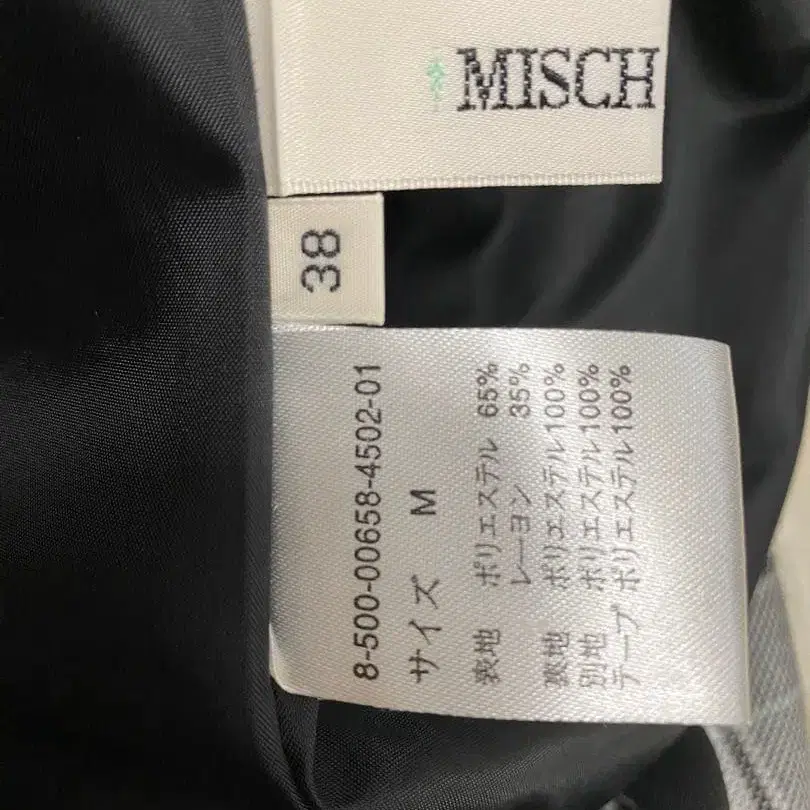 MISCH
38
8-500-00658-4502-01
サイズ M
表地 ポリエステル 65%
レーヨン 35%
裏地 ポリエステル100%
別地 ポリエステル100%
テープ ポリエステル100%